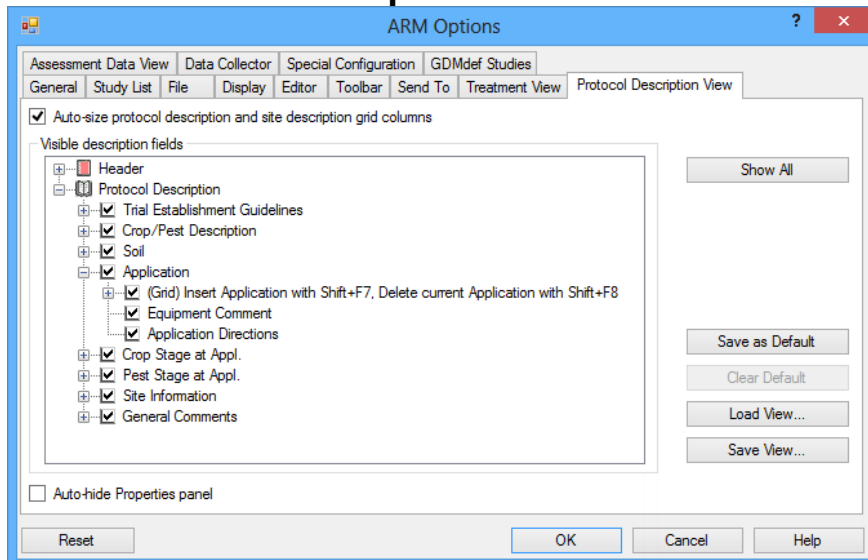 ARM Options
?
×
Assessment Data View Data Collector Special Configuration GDMdef Studies
General Study List File Display Editor Toolbar Send To Treatment View Protocol Description View
Auto-size protocol description and site description grid columns
Visible description fields
Header
Show All
Protocol Description
Trial Establishment Guidelines
Crop/Pest Description
Soil
Application
(Grid) Insert Application with Shift+F7, Delete current Application with Shift+F8
Equipment Comment
Application Directions
Save as Default
Crop Stage at Appl.
Pest Stage at Appl.
Clear Default
Site Information
General Comments
Load View...
Save View...
Auto-hide Properties panel
Reset OK Cancel Help